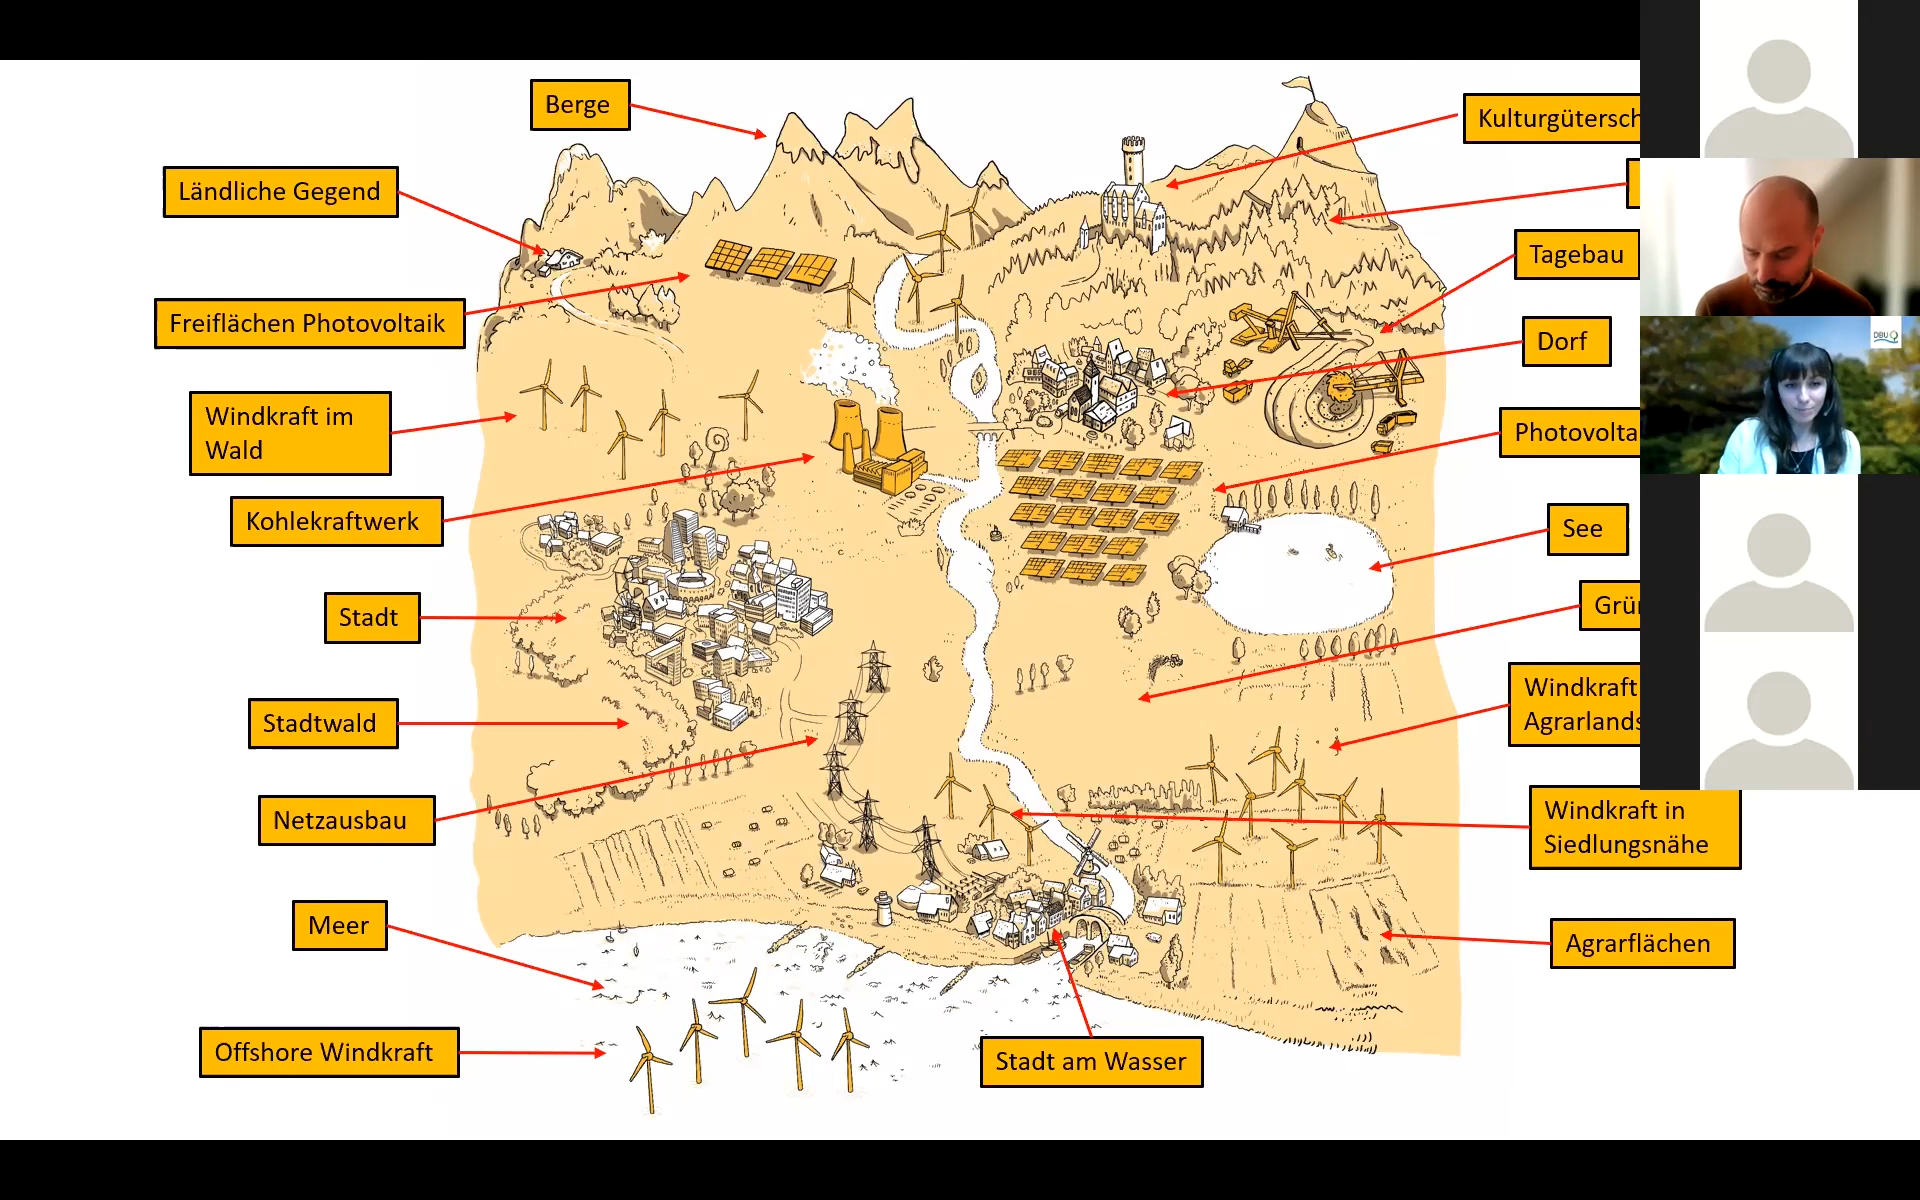 Berge
Kulturgütersch
Ländliche Gegend
Tagebau
Freiflächen Photovoltaik
Dorf
Windkraft im
Wald
Photovolta
Kohlekraftwerk
See
Stadt
Grü
Windkraft
Agrarlands
Stadtwald
Netzausbau
Windkraft in
Siedlungsnähe
Meer
Agrarflächen
Offshore Windkraft
Stadt am Wasser
DBU